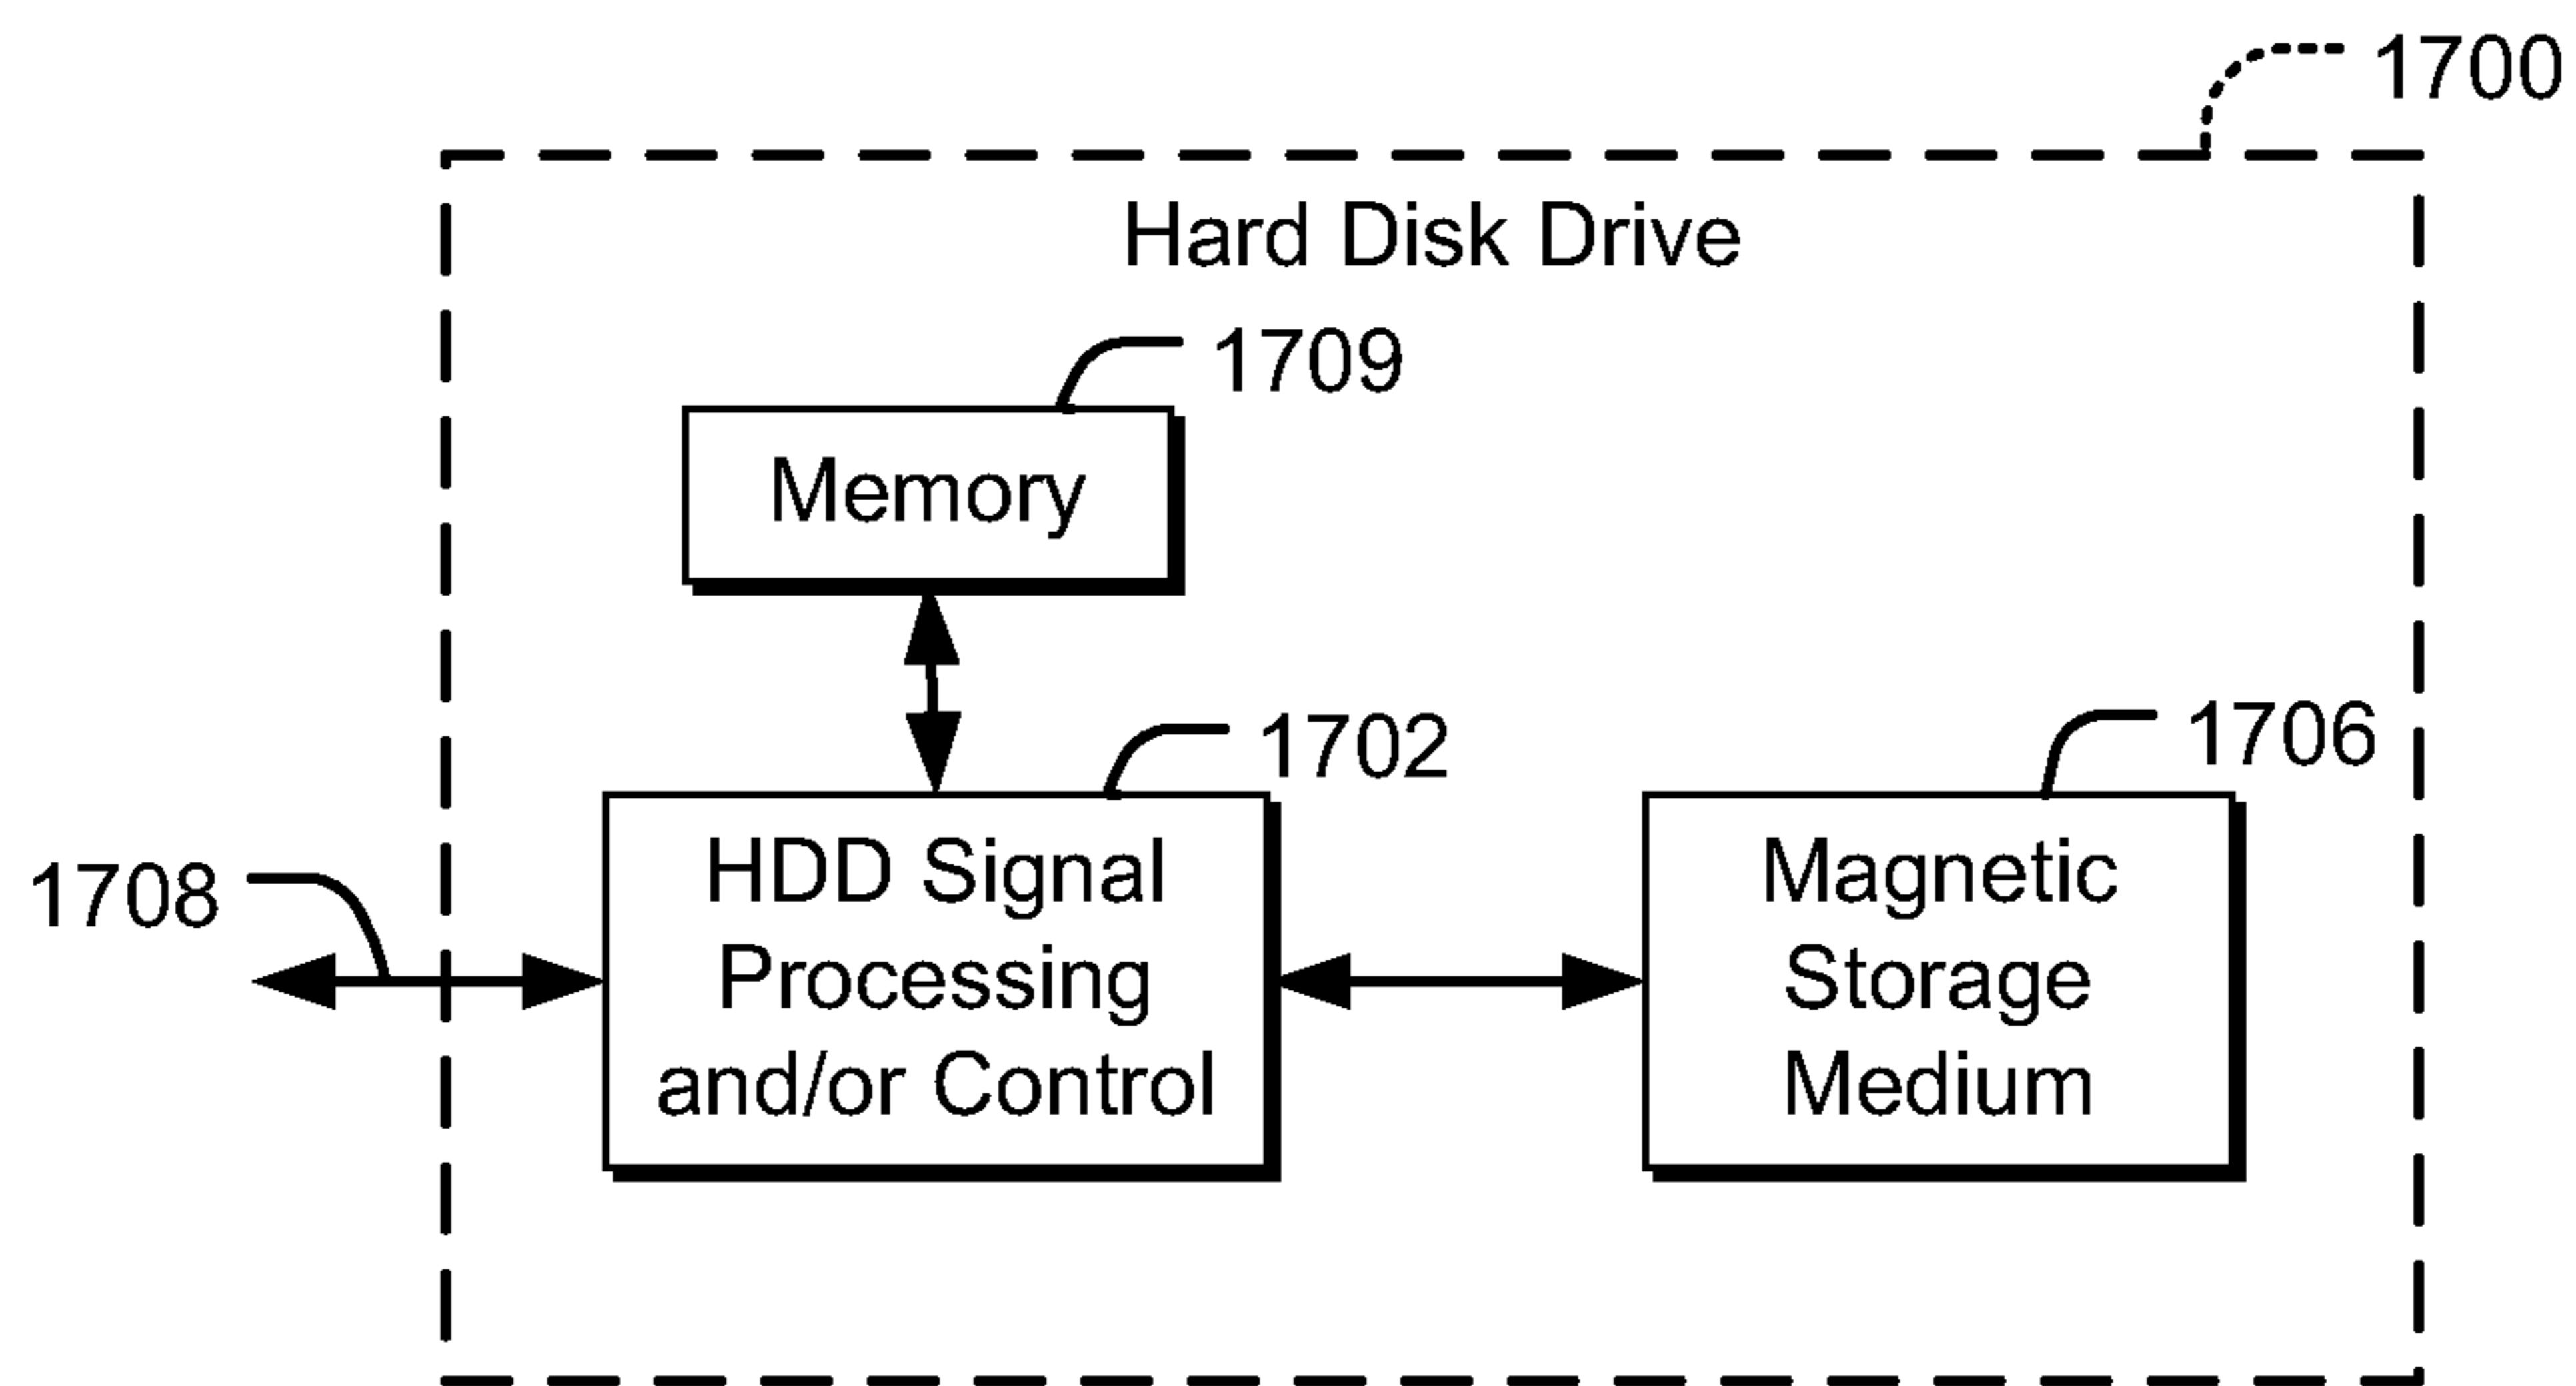 1700
Hard Disk Drive
1709
Memory
1702
1706
1708
HDD Signal
Processing
and/or Control
Magnetic
Storage
Medium